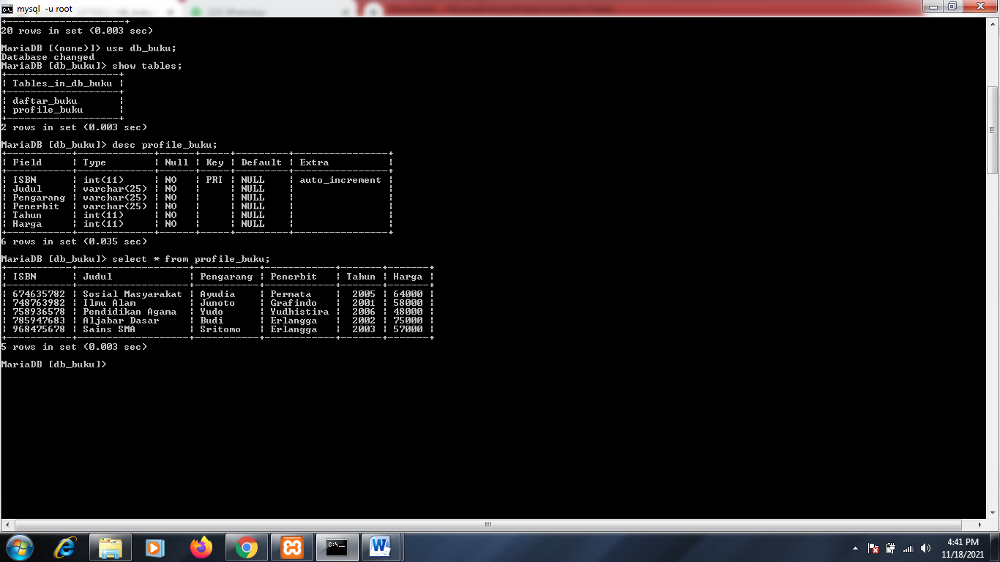 mysql -u root
+---------------------+
20 rows in set (0.003 sec)
MariaDB [(none)]> use db_buku;
Database changed
MariaDB [db_buku]> show tables;
+-------------------+
¦ Tables_in_db_buku ¦
+-------------------+
¦ daftar_buku       ¦
¦ profile_buku      ¦
+-------------------+
2 rows in set (0.003 sec)
MariaDB [db_buku]> desc profile_buku;
+-----------+-------------+------+-----+---------+----------------+
¦ Field     ¦ Type        ¦ Null ¦ Key ¦ Default ¦ Extra          ¦
+-----------+-------------+------+-----+---------+----------------+
¦ ISBN      ¦ int(11)     ¦ NO   ¦ PRI ¦ NULL    ¦ auto_increment ¦
¦ Judul     ¦ varchar(25) ¦ NO   ¦     ¦ NULL    ¦                ¦
¦ Pengarang ¦ varchar(25) ¦ NO   ¦     ¦ NULL    ¦                ¦
¦ Penerbit  ¦ varchar(25) ¦ NO   ¦     ¦ NULL    ¦                ¦
¦ Tahun     ¦ int(11)     ¦ NO   ¦     ¦ NULL    ¦                ¦
¦ Harga     ¦ int(11)     ¦ NO   ¦     ¦ NULL    ¦                ¦
+-----------+-------------+------+-----+---------+----------------+
6 rows in set (0.035 sec)
MariaDB [db_buku]> select * from profile_buku;
+-----------+-------------------+-----------+------------+-------+-------+
¦ ISBN      ¦ Judul             ¦ Pengarang ¦ Penerbit   ¦ Tahun ¦ Harga ¦
+-----------+-------------------+-----------+------------+-------+-------+
¦ 674635782 ¦ Sosial Masyarakat ¦ Ayudia    ¦ Permata    ¦  2005 ¦ 64000 ¦
¦ 748763982 ¦ Ilmu Alam         ¦ Junoto    ¦ Grafindo   ¦  2001 ¦ 58000 ¦
¦ 758936578 ¦ Pendidikan Agama  ¦ Yudo      ¦ Yudhistira ¦  2006 ¦ 48000 ¦
¦ 785947683 ¦ Aljabar Dasar     ¦ Budi      ¦ Erlangga   ¦  2002 ¦ 75000 ¦
¦ 968475678 ¦ Sains SMA         ¦ Sritomo   ¦ Erlangga   ¦  2003 ¦ 57000 ¦
+-----------+-------------------+-----------+------------+-------+-------+
5 rows in set (0.003 sec)
MariaDB [db_buku]>
4:41 PM
11/18/2021